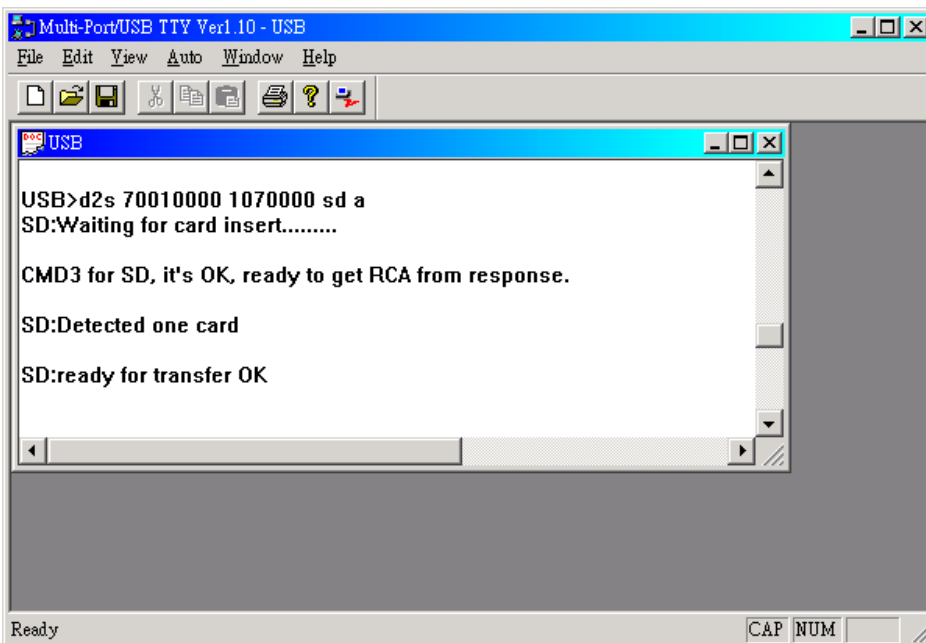 Multi-Port/USB TTY Ver1.10 - USB
File Edit View Auto Window Help
DOC USB
USB>d2s 70010000 1070000 sd a
SD:Waiting for card insert.........
CMD3 for SD, it's OK, ready to get RCA from response.
SD:Detected one card
SD:ready for transfer OK
Ready CAP NUM